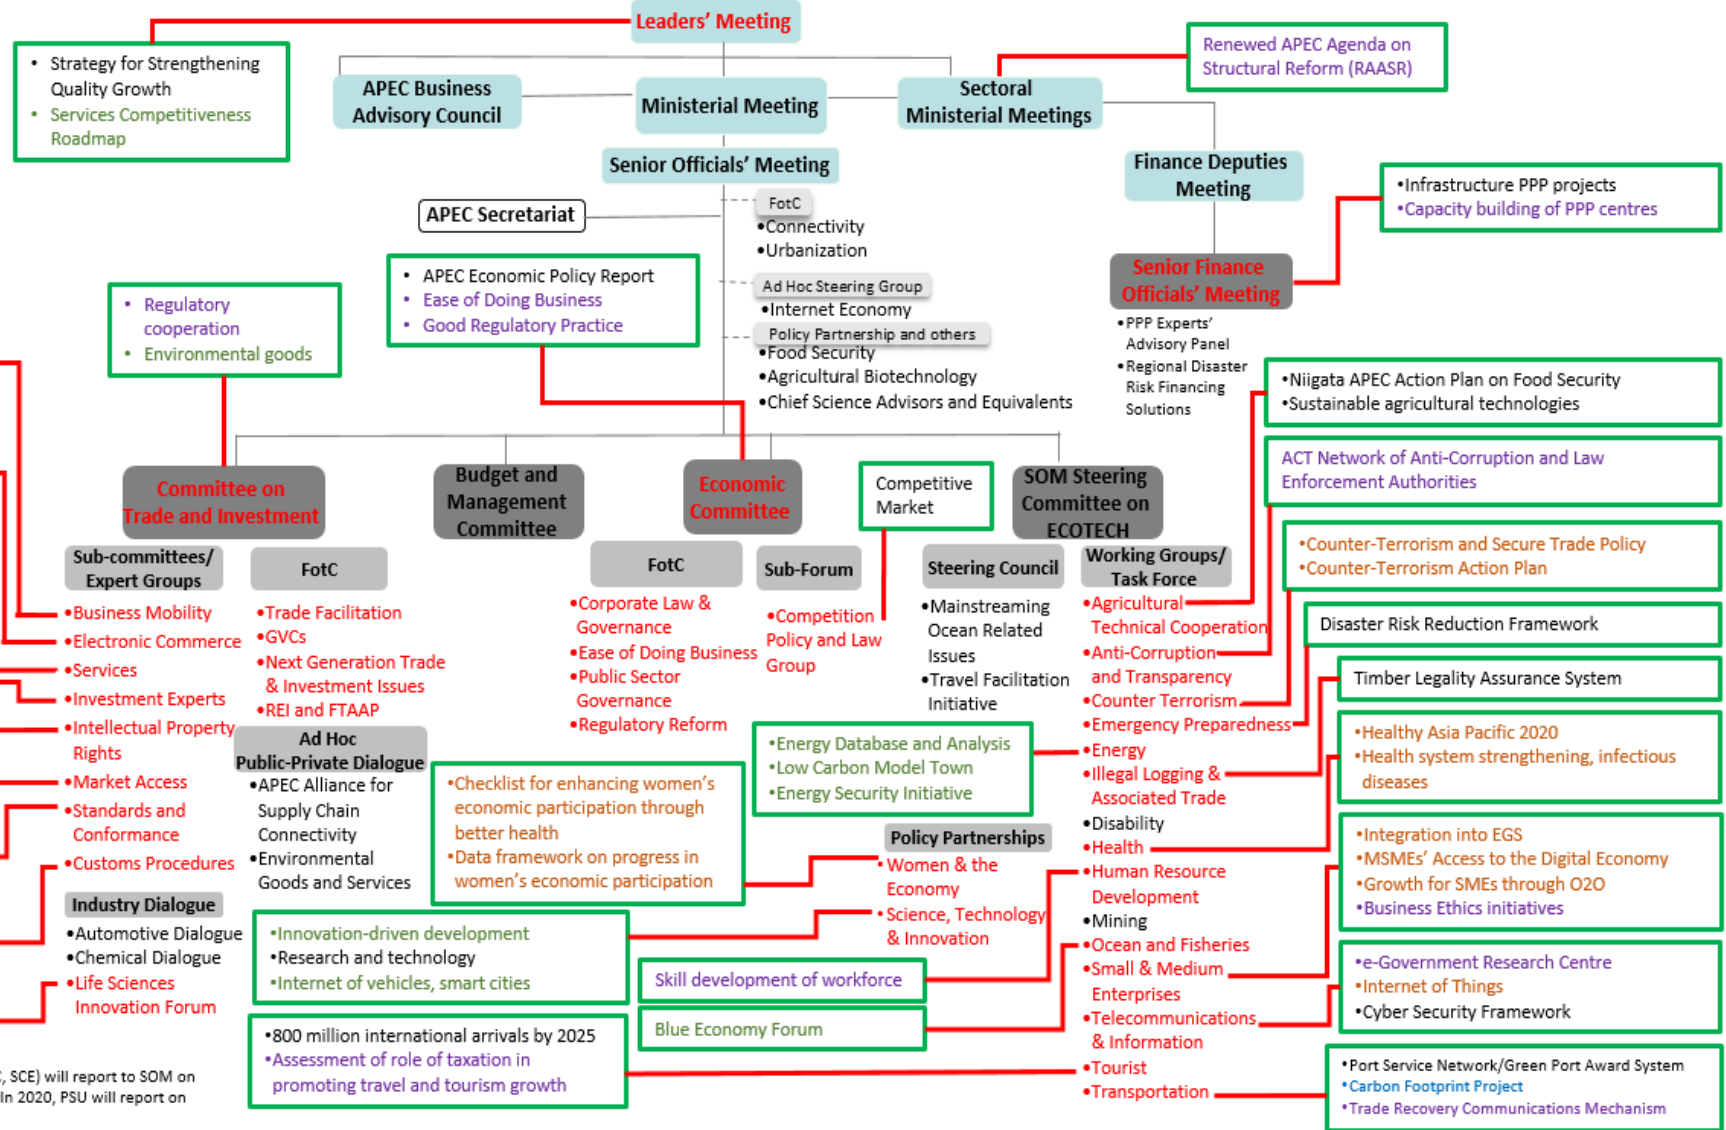 Leaders' Meeting
• Strategy for Strengthening
Quality Growth
• Services Competitiveness
Roadmap
Renewed APEC Agenda on
Structural Reform (RAASR)
APEC Business
Advisory Council
Ministerial Meeting
Sectoral
Ministerial Meetings
Senior Officials' Meeting
Finance Deputies
Meeting
•Infrastructure PPP projects
•Capacity building of PPP centres
APEC Secretariat
FotC
•Connectivity
•Urbanization
Ad Hoc Steering Group
•Internet Economy
Policy Partnership and others
•Food Security
•Agricultural Biotechnology
•Chief Science Advisors and Equivalents
Senior Finance
Officials' Meeting
•PPP Experts'
Advisory Panel
•Regional Disaster
Risk Financing
Solutions
• APEC Economic Policy Report
• Ease of Doing Business
• Good Regulatory Practice
• Regulatory
cooperation
• Environmental goods
Committee on
Trade and Investment
Budget and
Management
Committee
Economic
Committee
Competitive
Market
SOM Steering
Committee on
ECOTECH
Sub-committees/
Expert Groups
•Business Mobility
•Electronic Commerce
•Services
•Investment Experts
•Intellectual Property
Rights
•Market Access
•Standards and
Conformance
•Customs Procedures
Industry Dialogue
•Automotive Dialogue
•Chemical Dialogue
•Life Sciences
Innovation Forum
FotC
•Trade Facilitation
•GVCs
•Next Generation Trade
& Investment Issues
•REI and FTAAP
Ad Hoc
Public-Private Dialogue
•APEC Alliance for
Supply Chain
Connectivity
•Environmental
Goods and Services
FotC
•Corporate Law &
Governance
•Ease of Doing Business
•Public Sector
Governance
•Regulatory Reform
Sub-Forum
•Competition
Policy and Law
Group
Steering Council
•Mainstreaming
Ocean Related
Issues
•Travel Facilitation
Initiative
Working Groups/
Task Force
•Agricultural
Technical Cooperation
•Anti-Corruption
and Transparency
•Counter Terrorism
•Emergency Preparedness
•Energy
•Illegal Logging &
Associated Trade
•Disability
•Health
•Human Resource
Development
•Mining
•Ocean and Fisheries
•Small & Medium
Enterprises
•Telecommunications
& Information
•Tourist
•Transportation
•Niigata APEC Action Plan on Food Security
•Sustainable agricultural technologies
ACT Network of Anti-Corruption and Law
Enforcement Authorities
•Counter-Terrorism and Secure Trade Policy
•Counter-Terrorism Action Plan
Disaster Risk Reduction Framework
Timber Legality Assurance System
•Healthy Asia Pacific 2020
•Health system strengthening, infectious
diseases
•Integration into EGS
•MSMEs' Access to the Digital Economy
•Growth for SMEs through O2O
•Business Ethics initiatives
•e-Government Research Centre
•Internet of Things
•Cyber Security Framework
•Port Service Network/Green Port Award System
•Carbon Footprint Project
•Trade Recovery Communications Mechanism
•Energy Database and Analysis
•Low Carbon Model Town
•Energy Security Initiative
•Checklist for enhancing women's
economic participation through
better health
•Data framework on progress in
women's economic participation
Policy Partnerships
• Women & the
Economy
• Science, Technology
& Innovation
•Innovation-driven development
•Research and technology
•Internet of vehicles, smart cities
Skill development of workforce
Blue Economy Forum
•800 million international arrivals by 2025
•Assessment of role of taxation in
promoting travel and tourism growth
, SCE) will report to SOM on
In 2020, PSU will report on